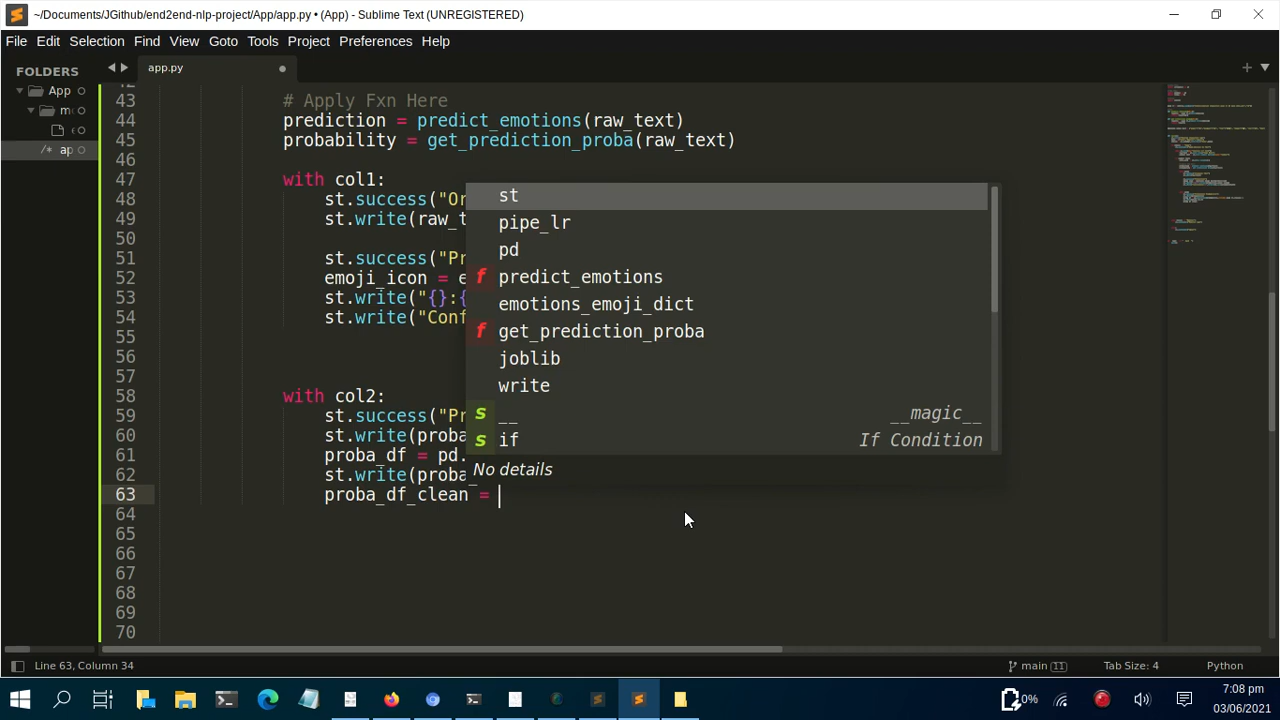 ~/Documents/JGithub/end2end-nlp-project/App/app.py • (App) - Sublime Text (UNREGISTERED)
File Edit Selection Find View Goto Tools Project Preferences Help
FOLDERS
App
app.py
43 # Apply Fxn Here
44 prediction = predict_emotions(raw_text)
45 probability = get_prediction_proba(raw_text)
46
47 with col1:
48 st.success("Or
49 st.write(raw_t
50
51 st.success("Pr
52 emoji_icon = e
53 st.write("{}:{
54 st.write("Conf
55
56
57
58 with col2:
59 st.success("Pr
60 st.write(proba
61 proba_df = pd.
62 st.write(proba_
63 proba_df_clean =
64
65
66
67
68
69
70
st
pipe_lr
pd
f predict_emotions
emotions_emoji_dict
f get_prediction_proba
joblib
write
s __ __magic__
s if If Condition
No details
Line 63, Column 34
main 11
Tab Size: 4
Python
0%
7:08 pm
03/06/2021